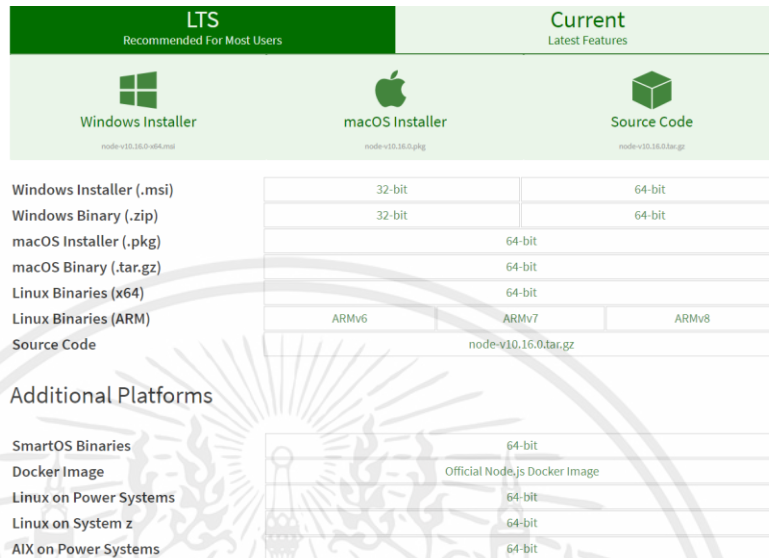 LTS
Recommended For Most Users
Current
Latest Features
Windows Installer
node-v10.16.0-x64.msi
macOS Installer
node-v10.16.0.pkg
Source Code
node-v10.16.0.tar.gz
Windows Installer (.msi) 32-bit 64-bit
Windows Binary (.zip) 32-bit 64-bit
macOS Installer (.pkg) 64-bit
macOS Binary (.tar.gz) 64-bit
Linux Binaries (x64) 64-bit
Linux Binaries (ARM) ARMv6 ARMv7 ARMv8
Source Code node-v10.16.0.tar.gz
Additional Platforms
SmartOS Binaries 64-bit
Docker Image Official Node.js Docker Image
Linux on Power Systems 64-bit
Linux on System z 64-bit
AIX on Power Systems 64-bit